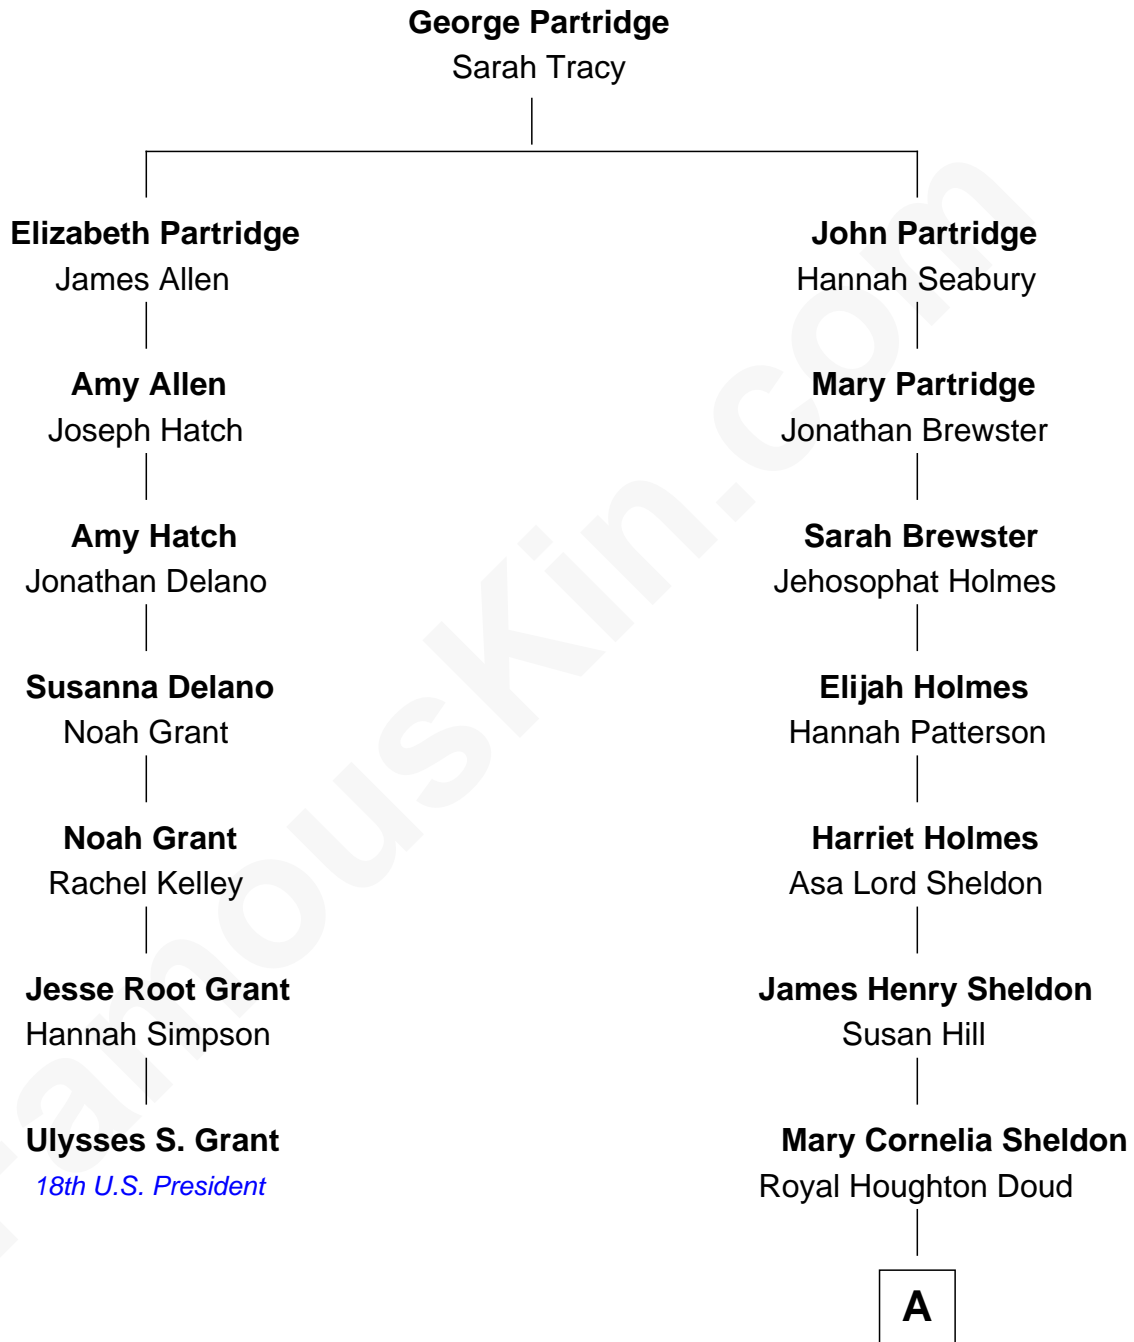 George Partridge
Sarah Tracy
Elizabeth Partridge
James Allen
Amy Allen
Joseph Hatch
Amy Hatch
Jonathan Delano
Susanna Delano
Noah Grant
Noah Grant
Rachel Kelley
Jesse Root Grant
Hannah Simpson
Ulysses S. Grant
18th U.S. President
John Partridge
Hannah Seabury
Mary Partridge
Jonathan Brewster
Sarah Brewster
Jehosophat Holmes
Elijah Holmes
Hannah Patterson
Harriet Holmes
Asa Lord Sheldon
James Henry Sheldon
Susan Hill
Mary Cornelia Sheldon
Royal Houghton Doud
A
FamousKin.com